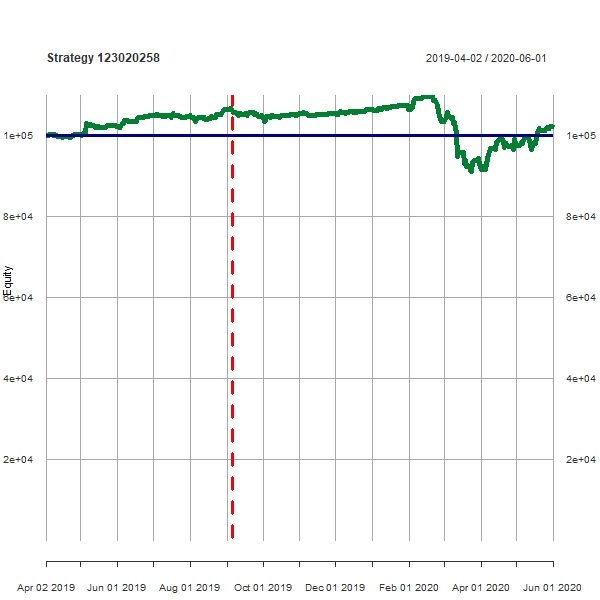 Strategy 123020258
2019-04-02 / 2020-06-01
1e+05
1e+05
8e+04
8e+04
Equity
6e+04
6e+04
4e+04
4e+04
2e+04
2e+04
Apr 02 2019
Jun 01 2019
Aug 01 2019
Oct 01 2019
Dec 01 2019
Feb 01 2020
Apr 01 2020
Jun 01 2020